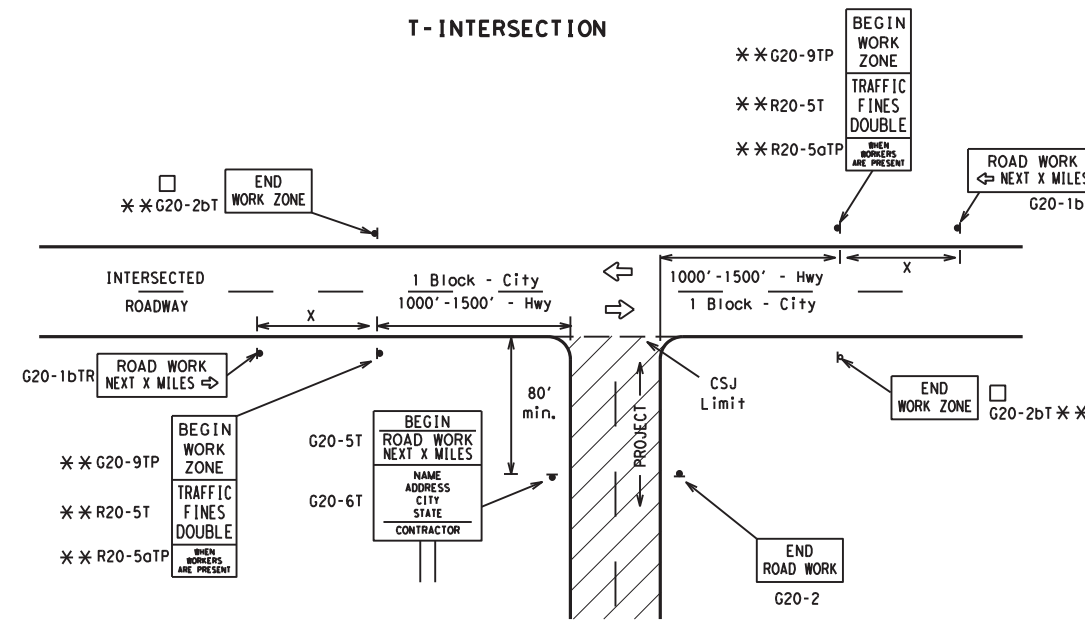 T-INTERSECTION
BEGIN
WORK
ZONE
** G20-9TP
TRAFFIC
FINES
DOUBLE
** R20-5T
WHEN
WORKERS
ARE PRESENT
** R20-5aTP
ROAD WORK
⇦ NEXT X MILES
G20-1b
END
WORK ZONE
□
** G20-2bT
INTERSECTED
ROADWAY
1 Block - City
1000'-1500' - Hwy
1000'-1500' - Hwy
1 Block - City
X
X
G20-1bTR
ROAD WORK
NEXT X MILES ⇨
80'
min.
CSJ
Limit
PROJECT
END
WORK ZONE
□
G20-2bT **
BEGIN
WORK
ZONE
** G20-9TP
TRAFFIC
FINES
DOUBLE
** R20-5T
WHEN
WORKERS
ARE PRESENT
** R20-5aTP
G20-5T
BEGIN
ROAD WORK
NEXT X MILES
G20-6T
NAME
ADDRESS
CITY
STATE
CONTRACTOR
END
ROAD WORK
G20-2